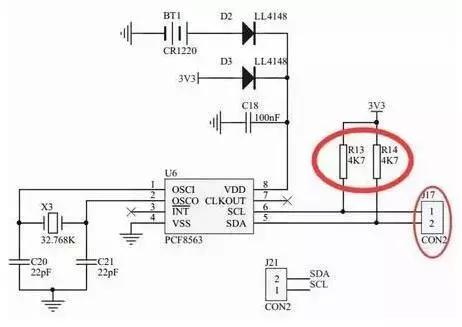 BT1
D2
LL4148
CR1220
D3
LL4148
3V3
C18
100nF
3V3
R13
4K7
R14
4K7
U6
1
OSCI
VDD
8
2
OSCO
CLKOUT
7
3
INT
SCL
6
4
VSS
SDA
5
PCF8563
X3
32.768K
C20
22pF
C21
22pF
J17
1
2
CON2
J21
2
1
SDA
SCL
CON2